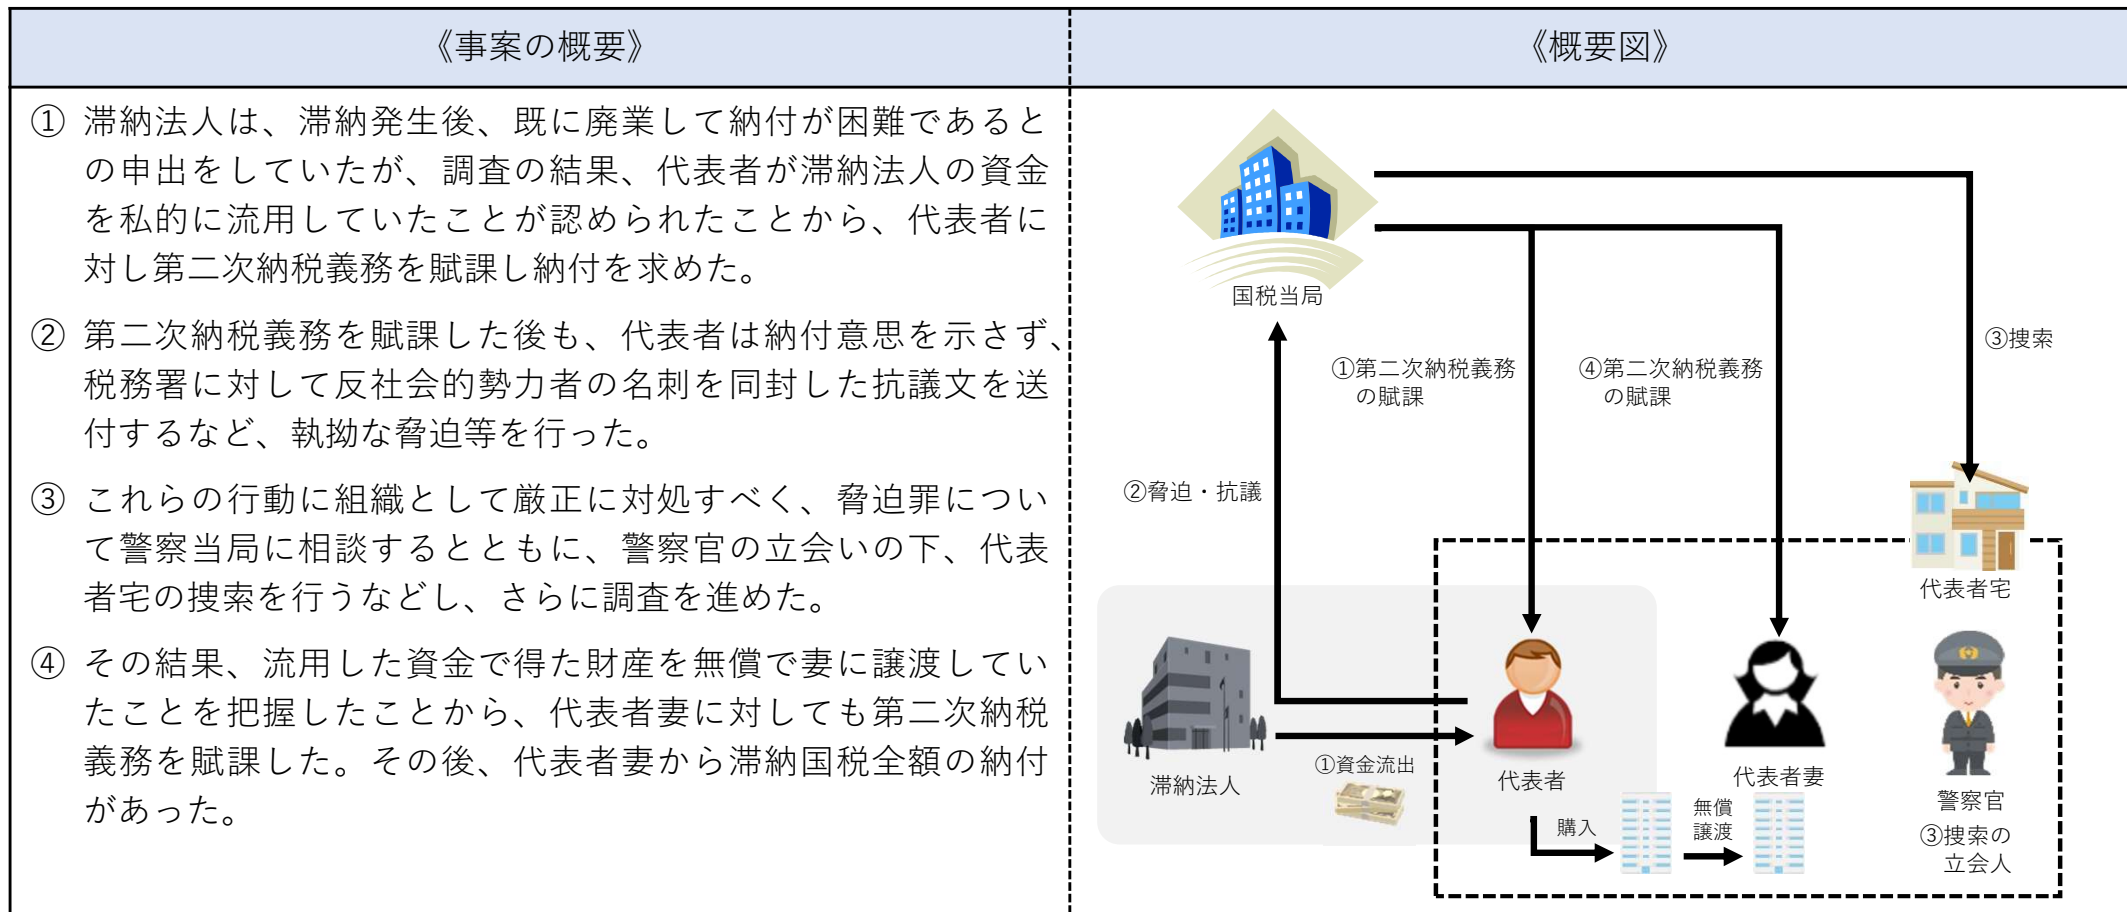 《事案の概要》
① 滞納法人は、滞納発生後、既に廃業して納付が困難であると
の申出をしていたが、調査の結果、代表者が滞納法人の資金
を私的に流用していたことが認められたことから、代表者に
対し第二次納税義務を賦課し納付を求めた。
② 第二次納税義務を賦課した後も、代表者は納付意思を示さず、
税務署に対して反社会的勢力者の名刺を同封した抗議文を送
付するなど、執拗な脅迫等を行った。
③ これらの行動に組織として厳正に対処すべく、脅迫罪につい
て警察当局に相談するとともに、警察官の立会いの下、代表
者宅の捜索を行うなどし、さらに調査を進めた。
④ その結果、流用した資金で得た財産を無償で妻に譲渡してい
たことを把握したことから、代表者妻に対しても第二次納税
義務を賦課した。その後、代表者妻から滞納国税全額の納付
があった。
《概要図》
国税当局
③捜索
①第二次納税義務
の賦課
④第二次納税義務
の賦課
②脅迫・抗議
代表者宅
滞納法人
①資金流出
代表者
代表者妻
警察官
③捜索の
立会人
購入
無償
譲渡